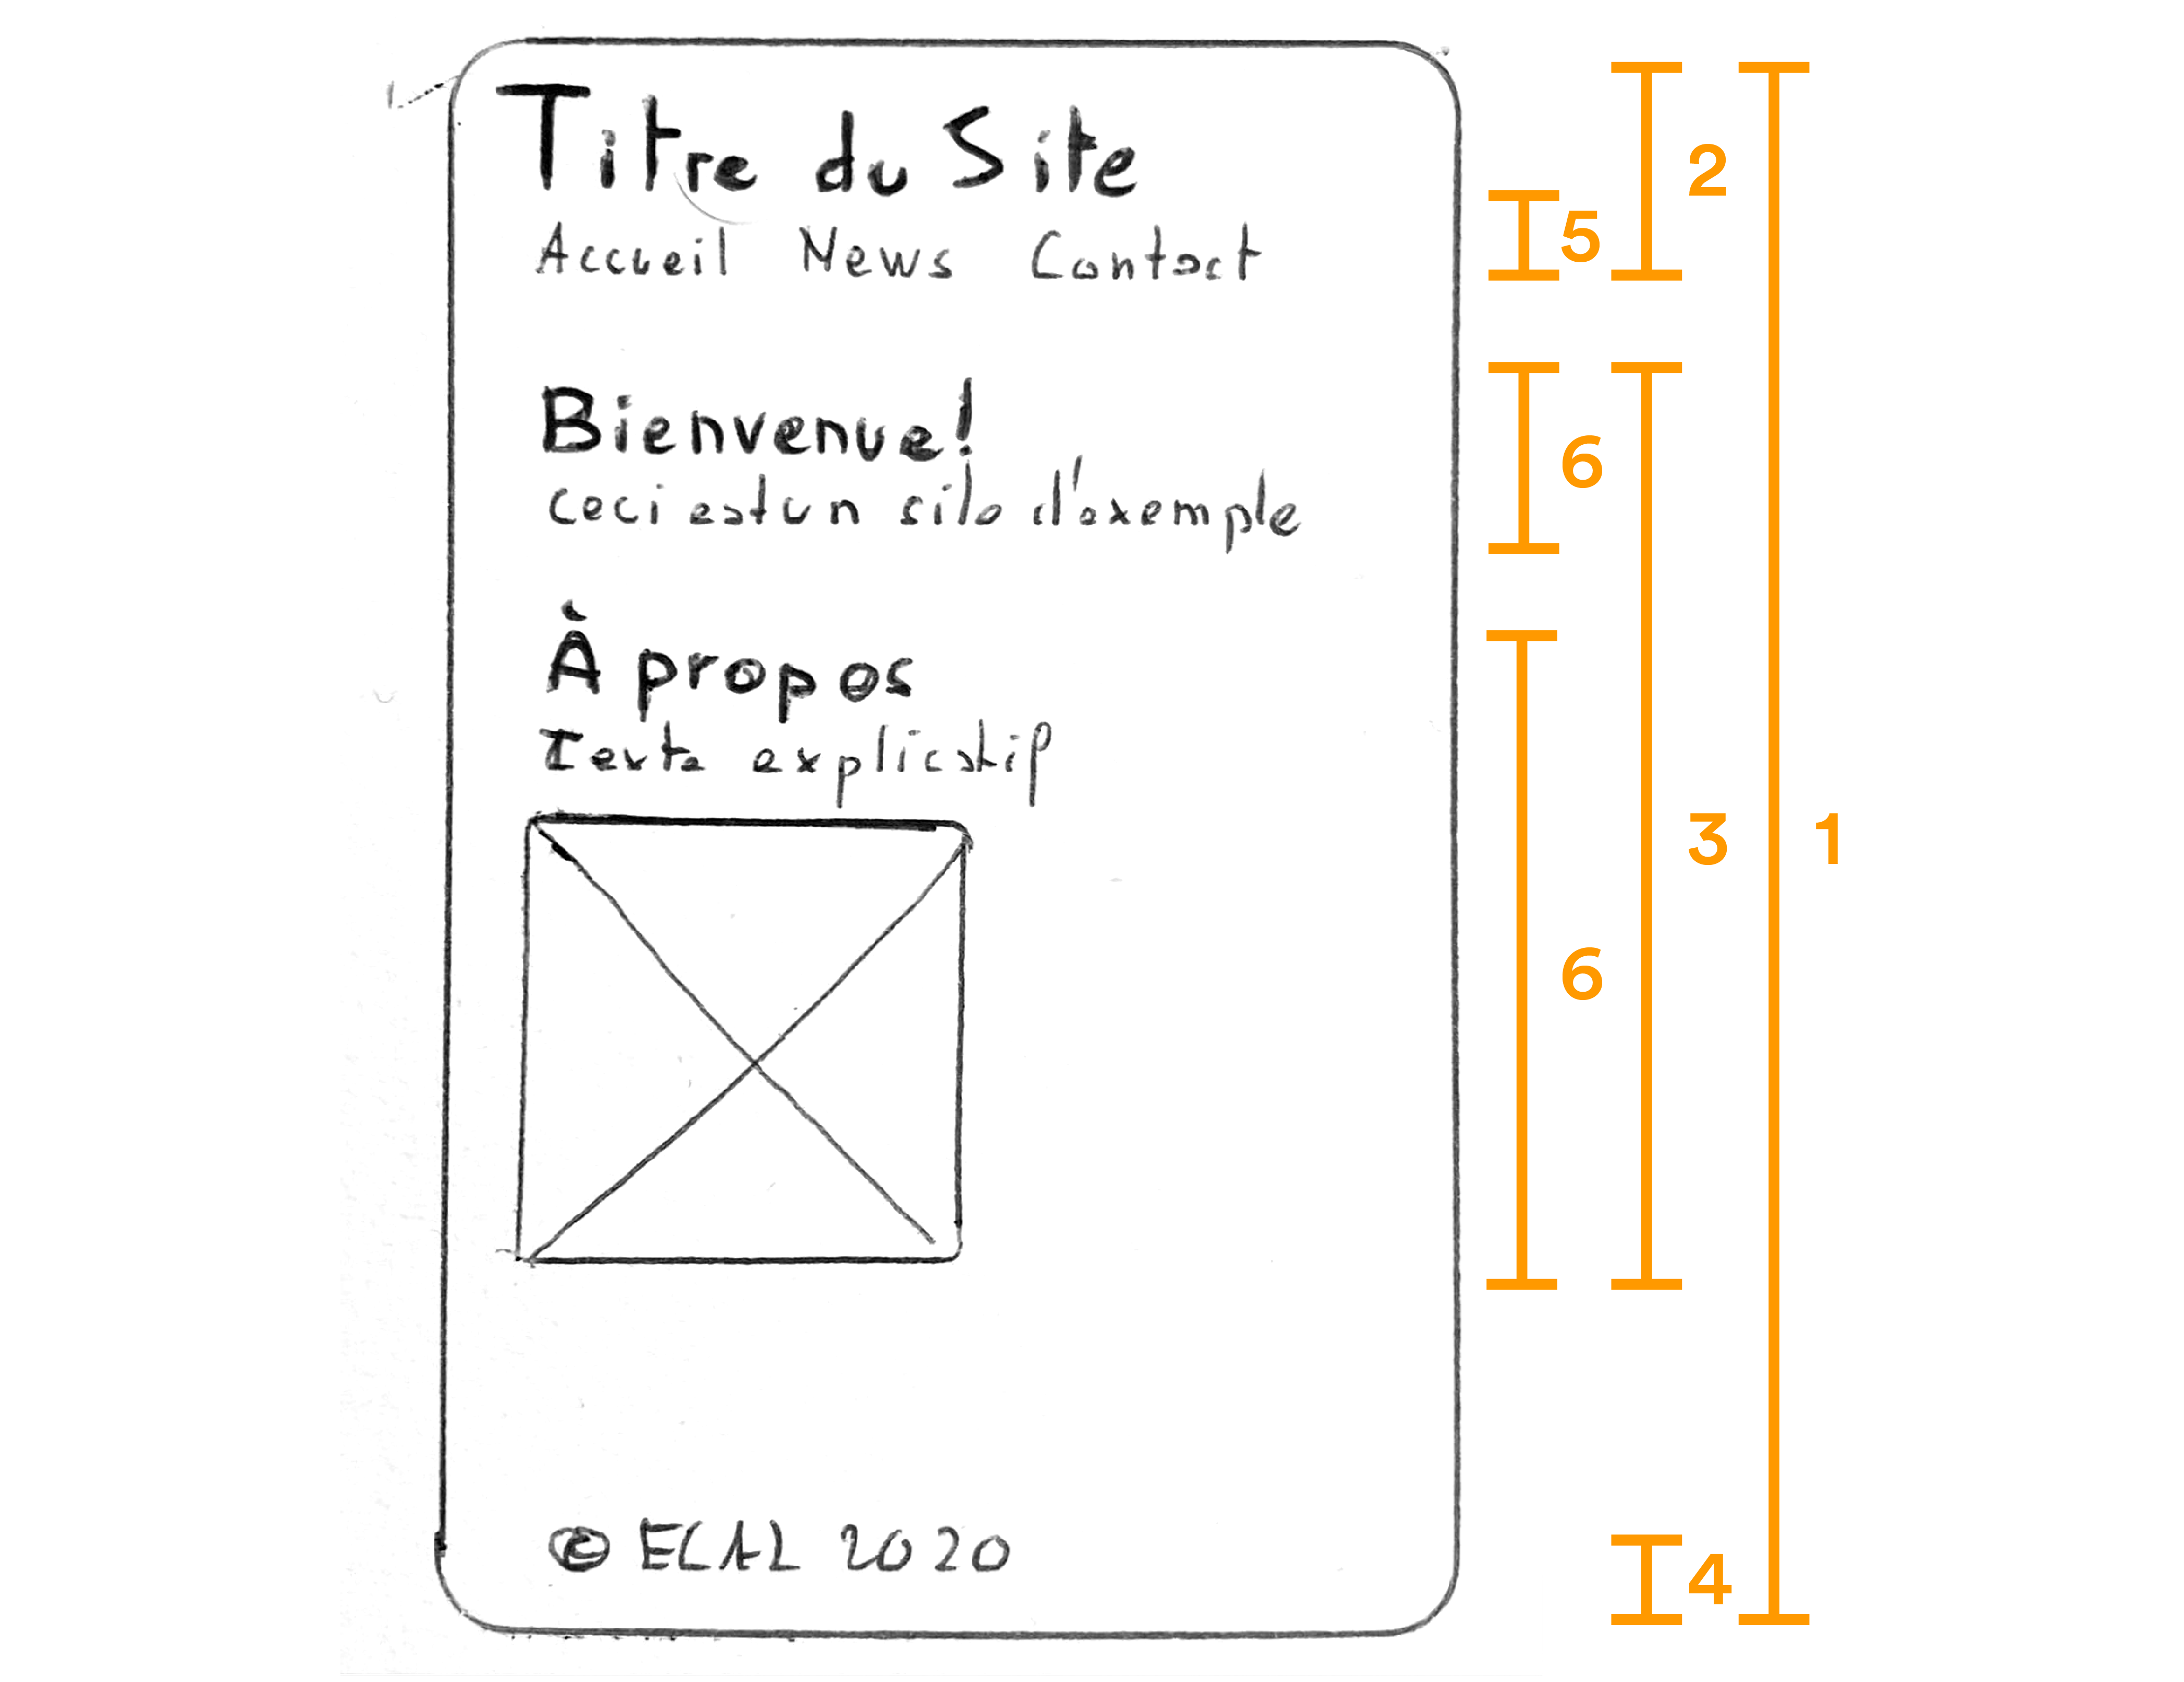 Titre du Site
Accueil News Contact
Bienvenue!
ceci est un site d'exemple
À propos
Texte explicatif
© ECAL 2020
2
5
6
3
1
6
4